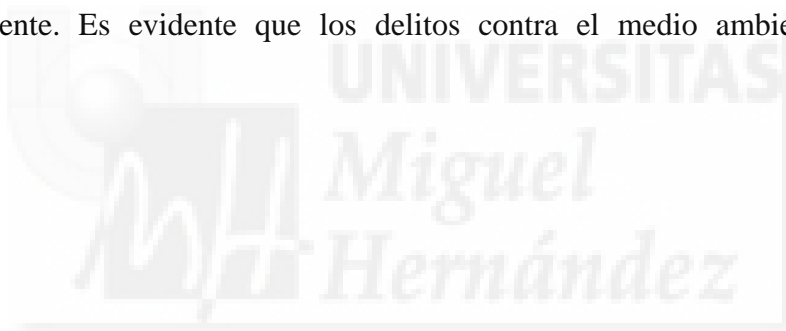 ente. Es evidente que los delitos contra el medio ambie
UNIVERSITAS
Miguel
Hernández